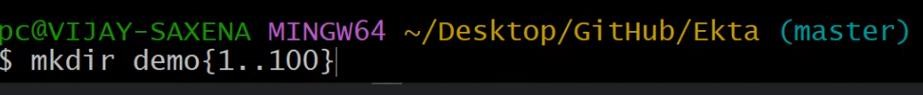 pc@VIJAY-SAXENA MINGW64 ~/Desktop/GitHub/Ekta (master)
$ mkdir demo{1..100}